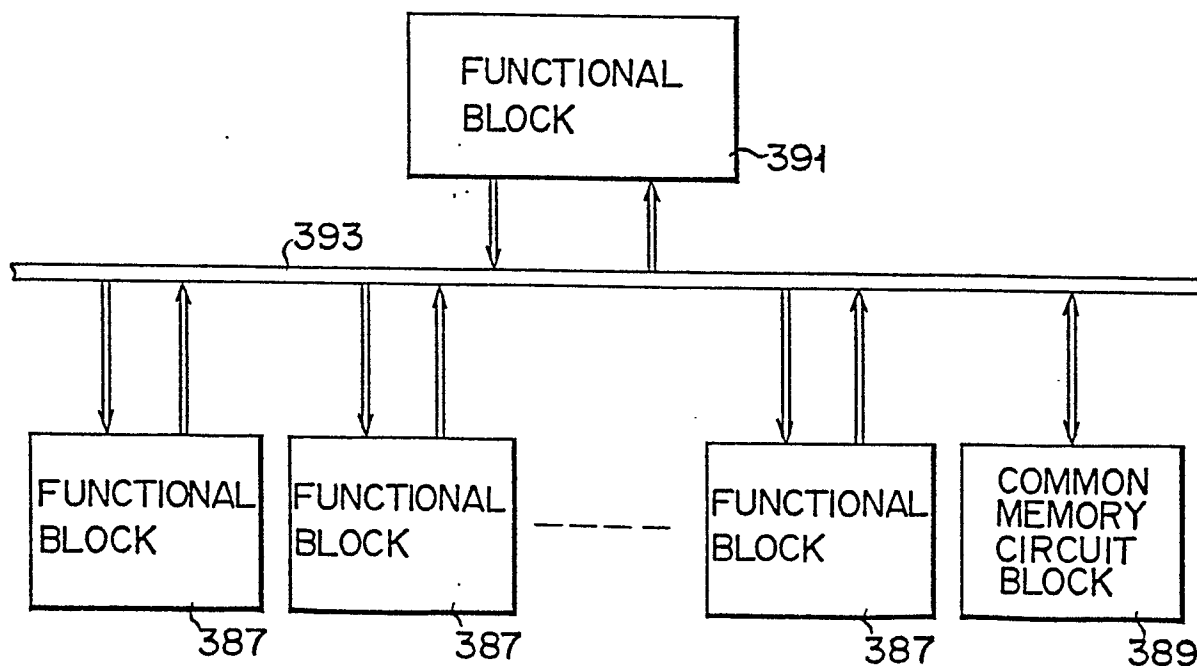 FUNCTIONAL
BLOCK
391
393
FUNCTIONAL
BLOCK
387
FUNCTIONAL
BLOCK
387
FUNCTIONAL
BLOCK
387
COMMON
MEMORY
CIRCUIT
BLOCK
389